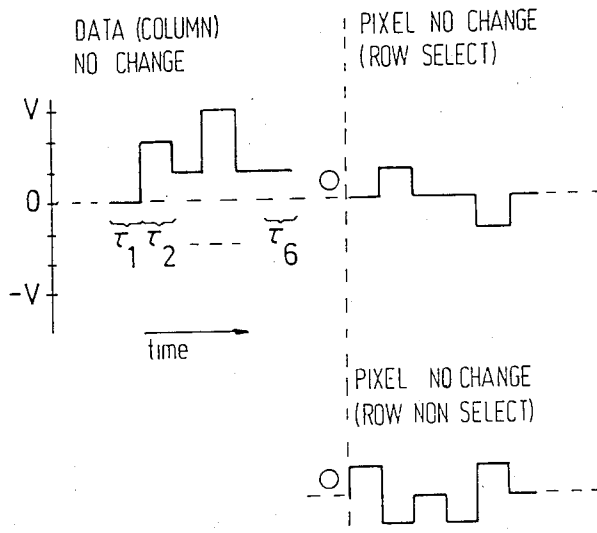 DATA (COLUMN)
NO CHANGE
PIXEL NO CHANGE
(ROW SELECT)
V
0
-V
τ1 τ2 ---- τ6
time
PIXEL NO CHANGE
(ROW NON SELECT)